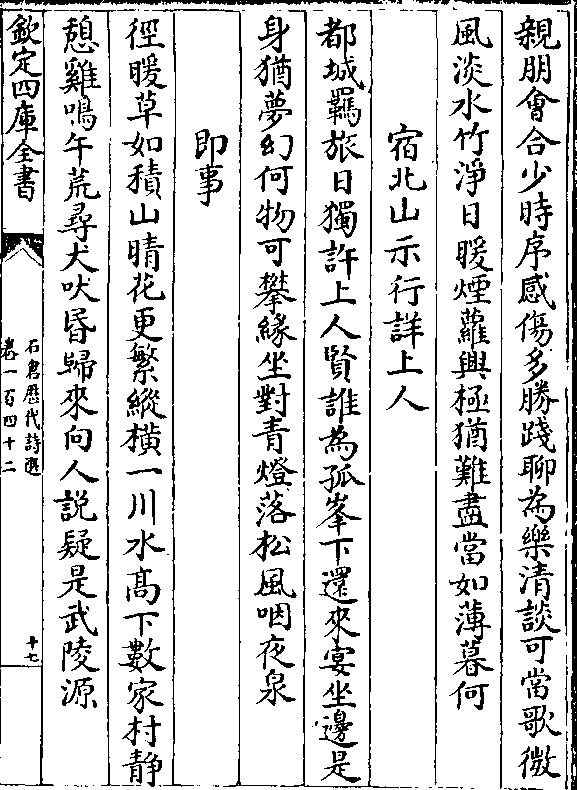 親朋會合少時序感傷多勝踐聊為樂清談可當歌微
風淡水竹淨日暖煙蘿興極猶難盡當如薄暮何
宿北山示行詳上人
都城羈旅日獨許上人賢誰為孤峯下還來宴坐邊是
身猶夢幻何物可攀緣坐對青燈落松風咽夜泉
即事
徑暖草如積山晴花更繁縱橫一川水高下數家村静
憩雞鳴午荒尋犬吠昬歸來向人説疑是武陵源
欽定四庫全書
石倉歴代詩選
卷一百四十二
十七